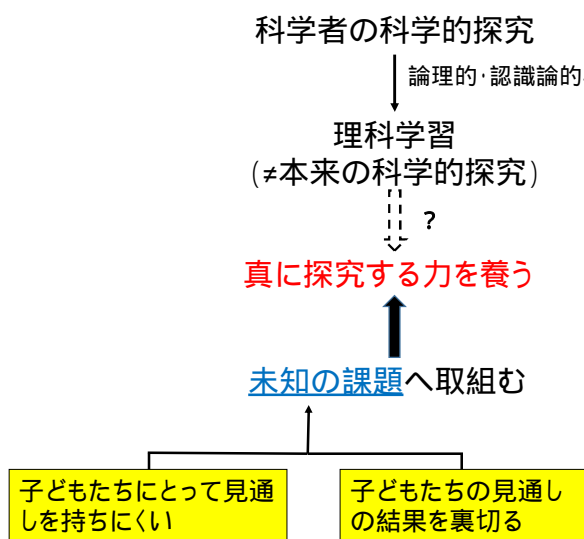 科学者の科学的探究
論理的・認識論的
理科学習
(≠本来の科学的探究)
?
真に探究する力を養う
未知の課題へ取組む
子どもたちにとって見通
しを持ちにくい
子どもたちの見通し
の結果を裏切る